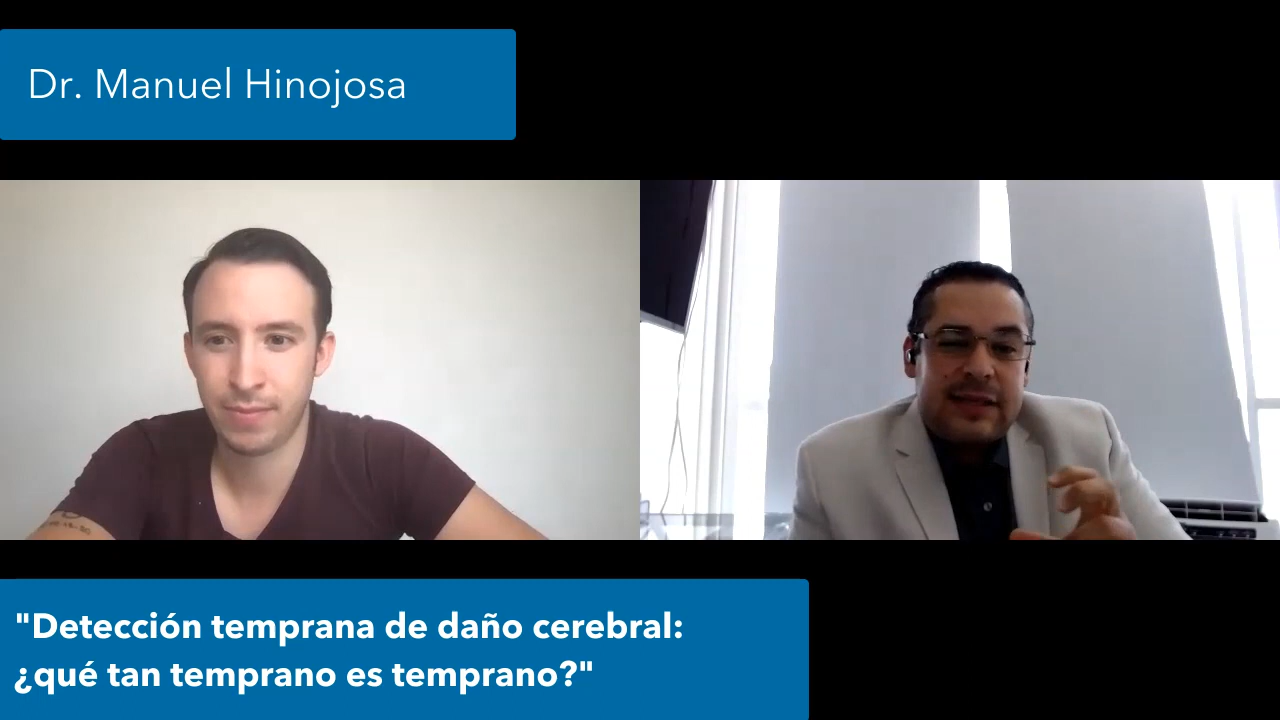 Dr. Manuel Hinojosa
"Detección temprana de daño cerebral:
¿qué tan temprano es temprano?"